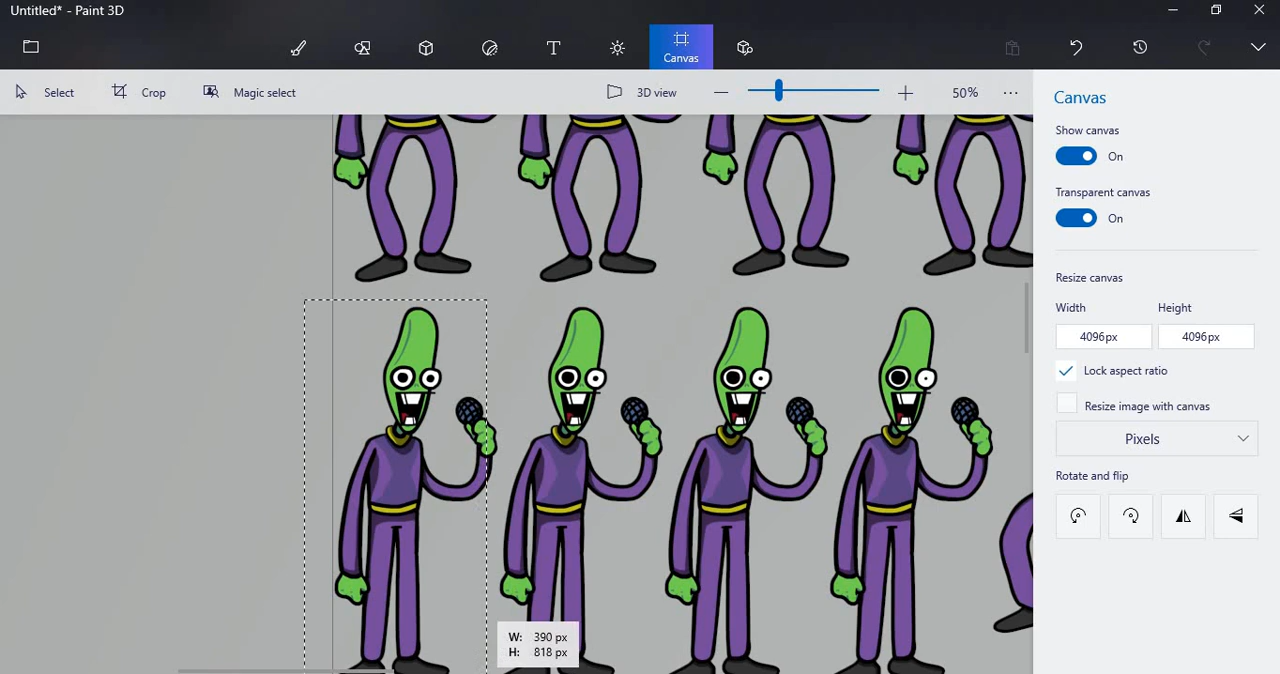 Untitled* - Paint 3D
Canvas
Select
Crop
Magic select
3D view
50%
Canvas
Show canvas
On
Transparent canvas
On
Resize canvas
Width Height
4096px 4096px
Lock aspect ratio
Resize image with canvas
Pixels
Rotate and flip
W: 390 px
H: 818 px